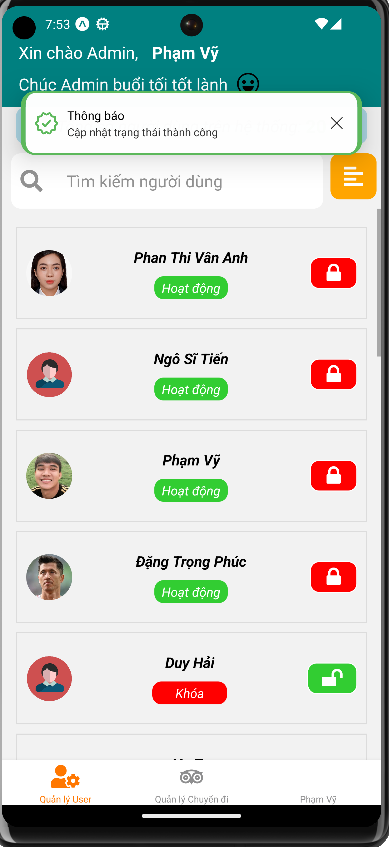 7:53
Xin chào Admin, Phạm Vỹ
Chúc Admin buổi tối tốt lành
Thông báo
Cập nhật trạng thái thành công
Tìm kiếm người dùng
Phan Thi Vân Anh
Hoạt động
Ngô Sĩ Tiến
Hoạt động
Phạm Vỹ
Hoạt động
Đặng Trọng Phúc
Hoạt động
Duy Hải
Khóa
Quản lý User
Quản lý Chuyến đi
Phạm Vỹ